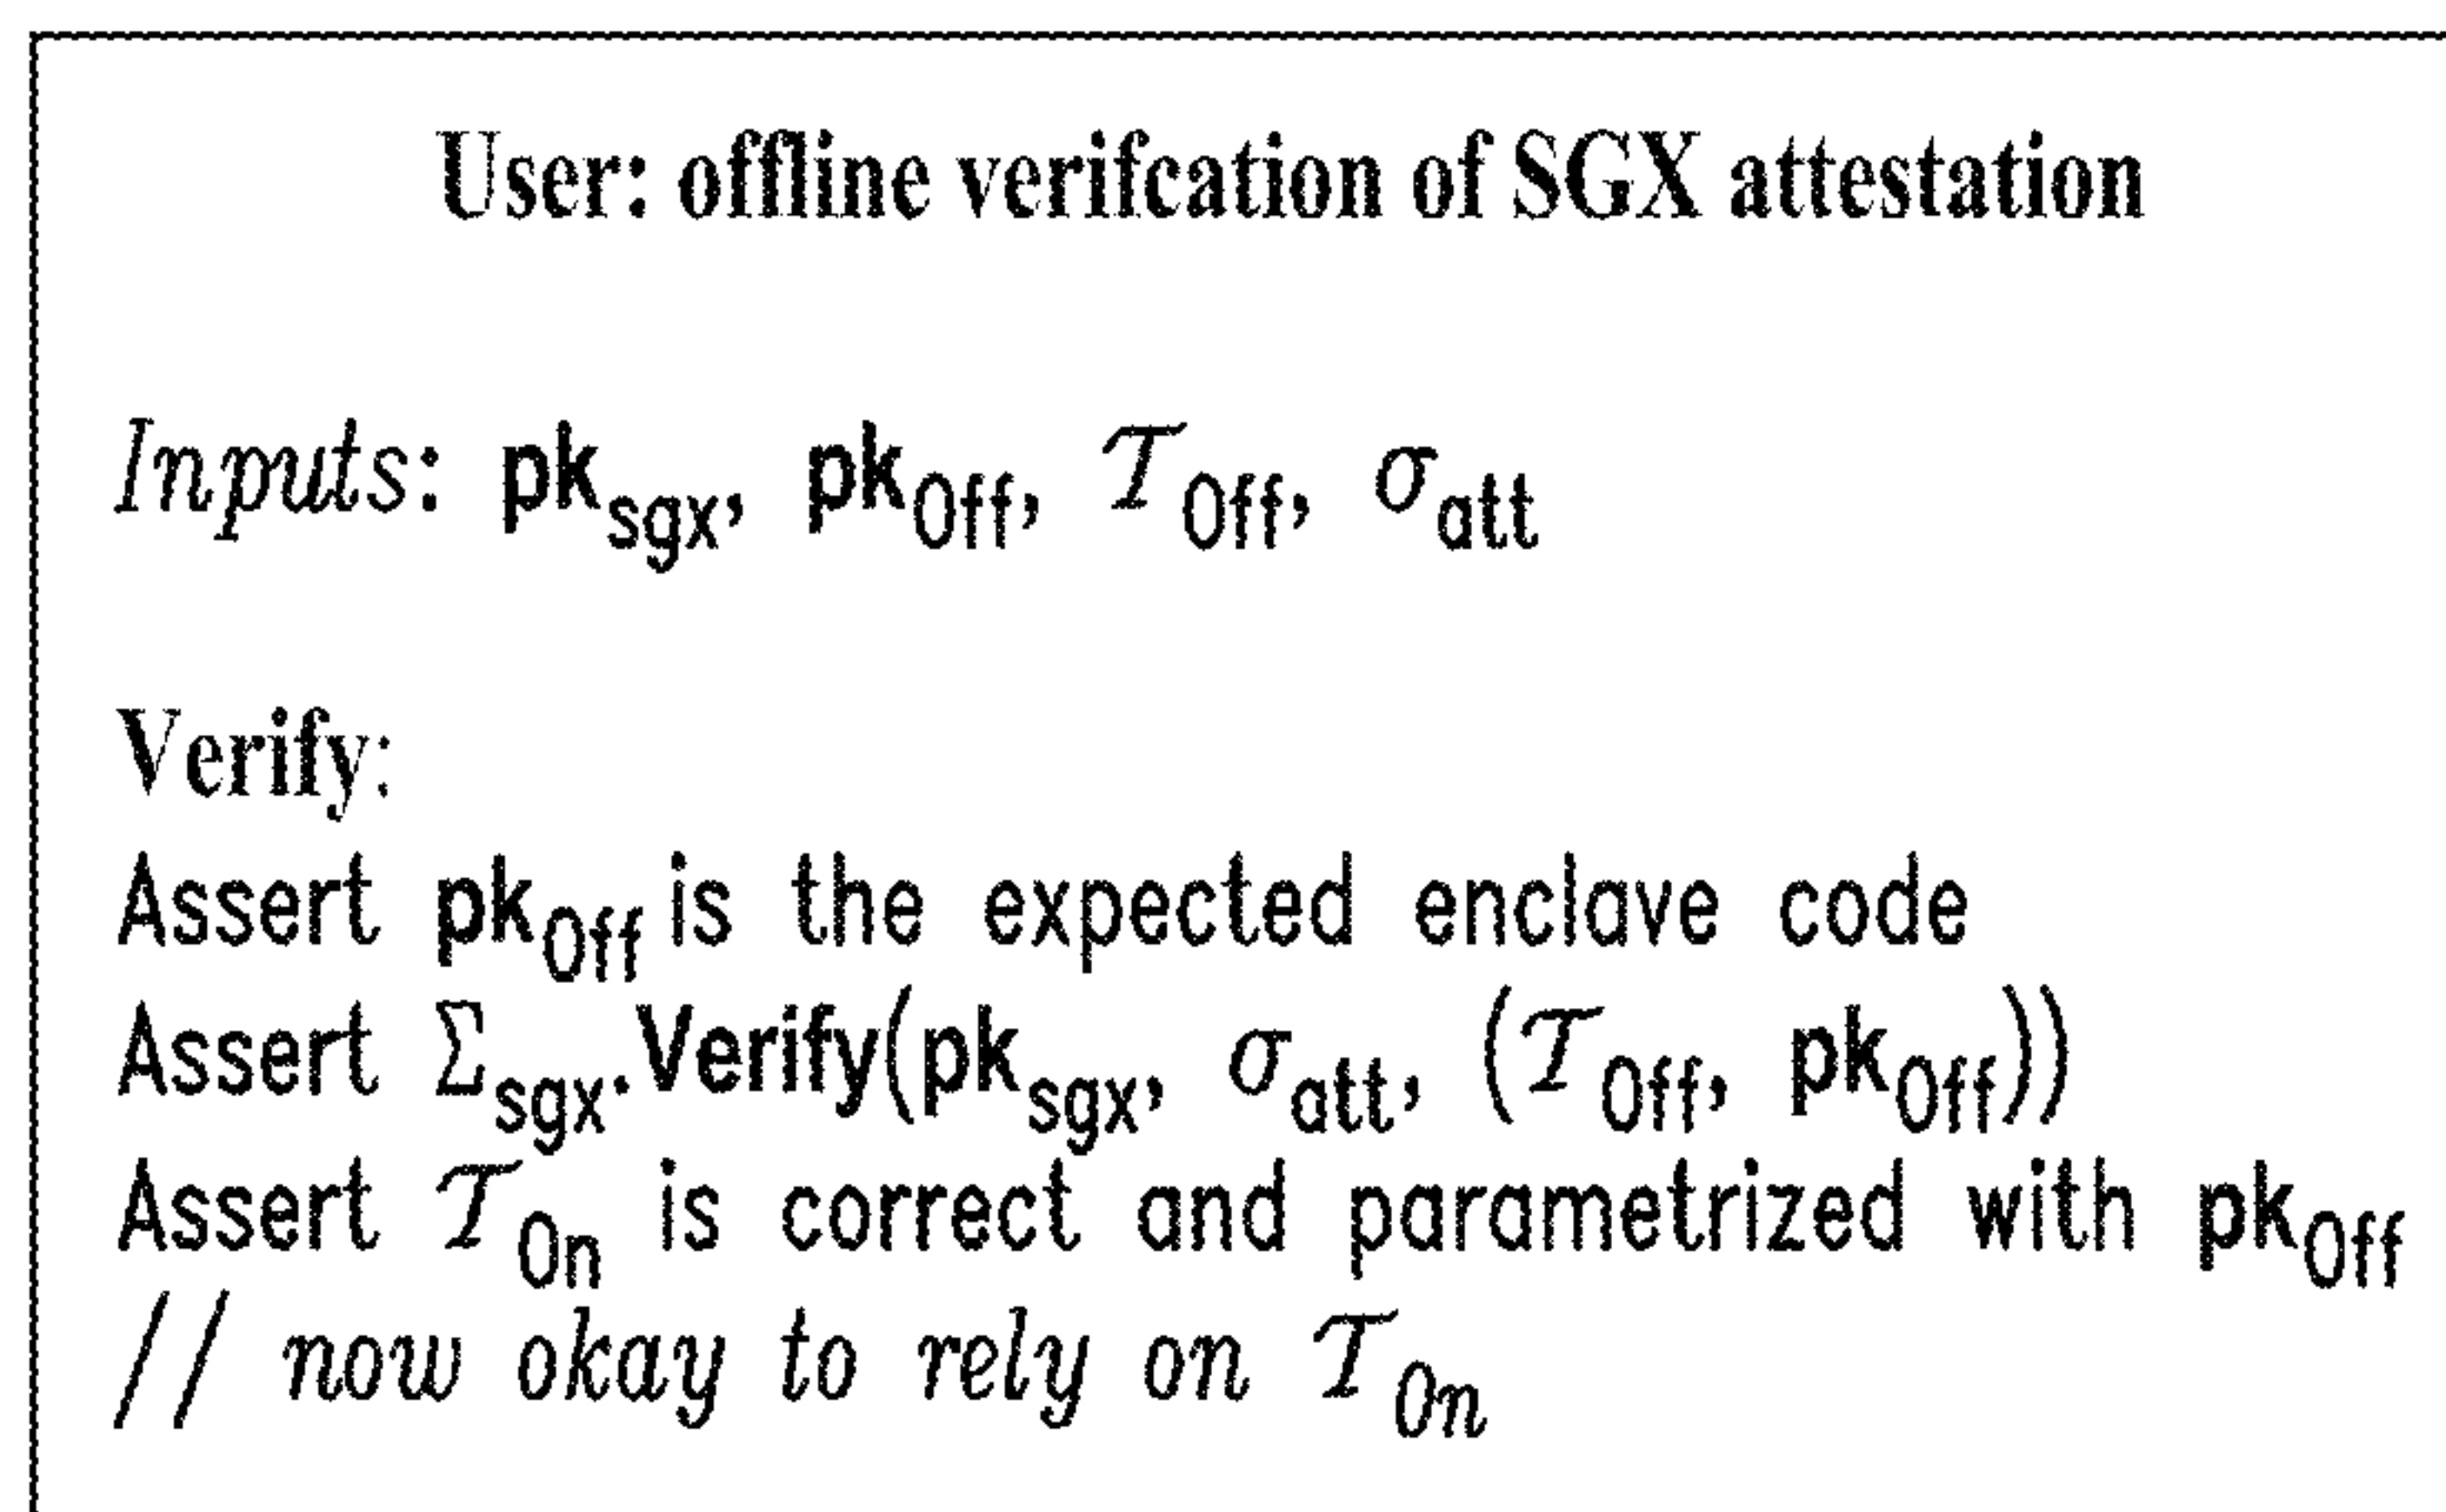 User: offline verifcation of SGX attestation
Inputs: pk_sgx, pk_Off, 𝒯_Off, σ_att
Verify:
Assert pk_Off is the expected enclave code
Assert Σ_sgx.Verify(pk_sgx, σ_att, (𝒯_Off, pk_Off))
Assert 𝒯_On is correct and parametrized with pk_Off
// now okay to rely on 𝒯_On